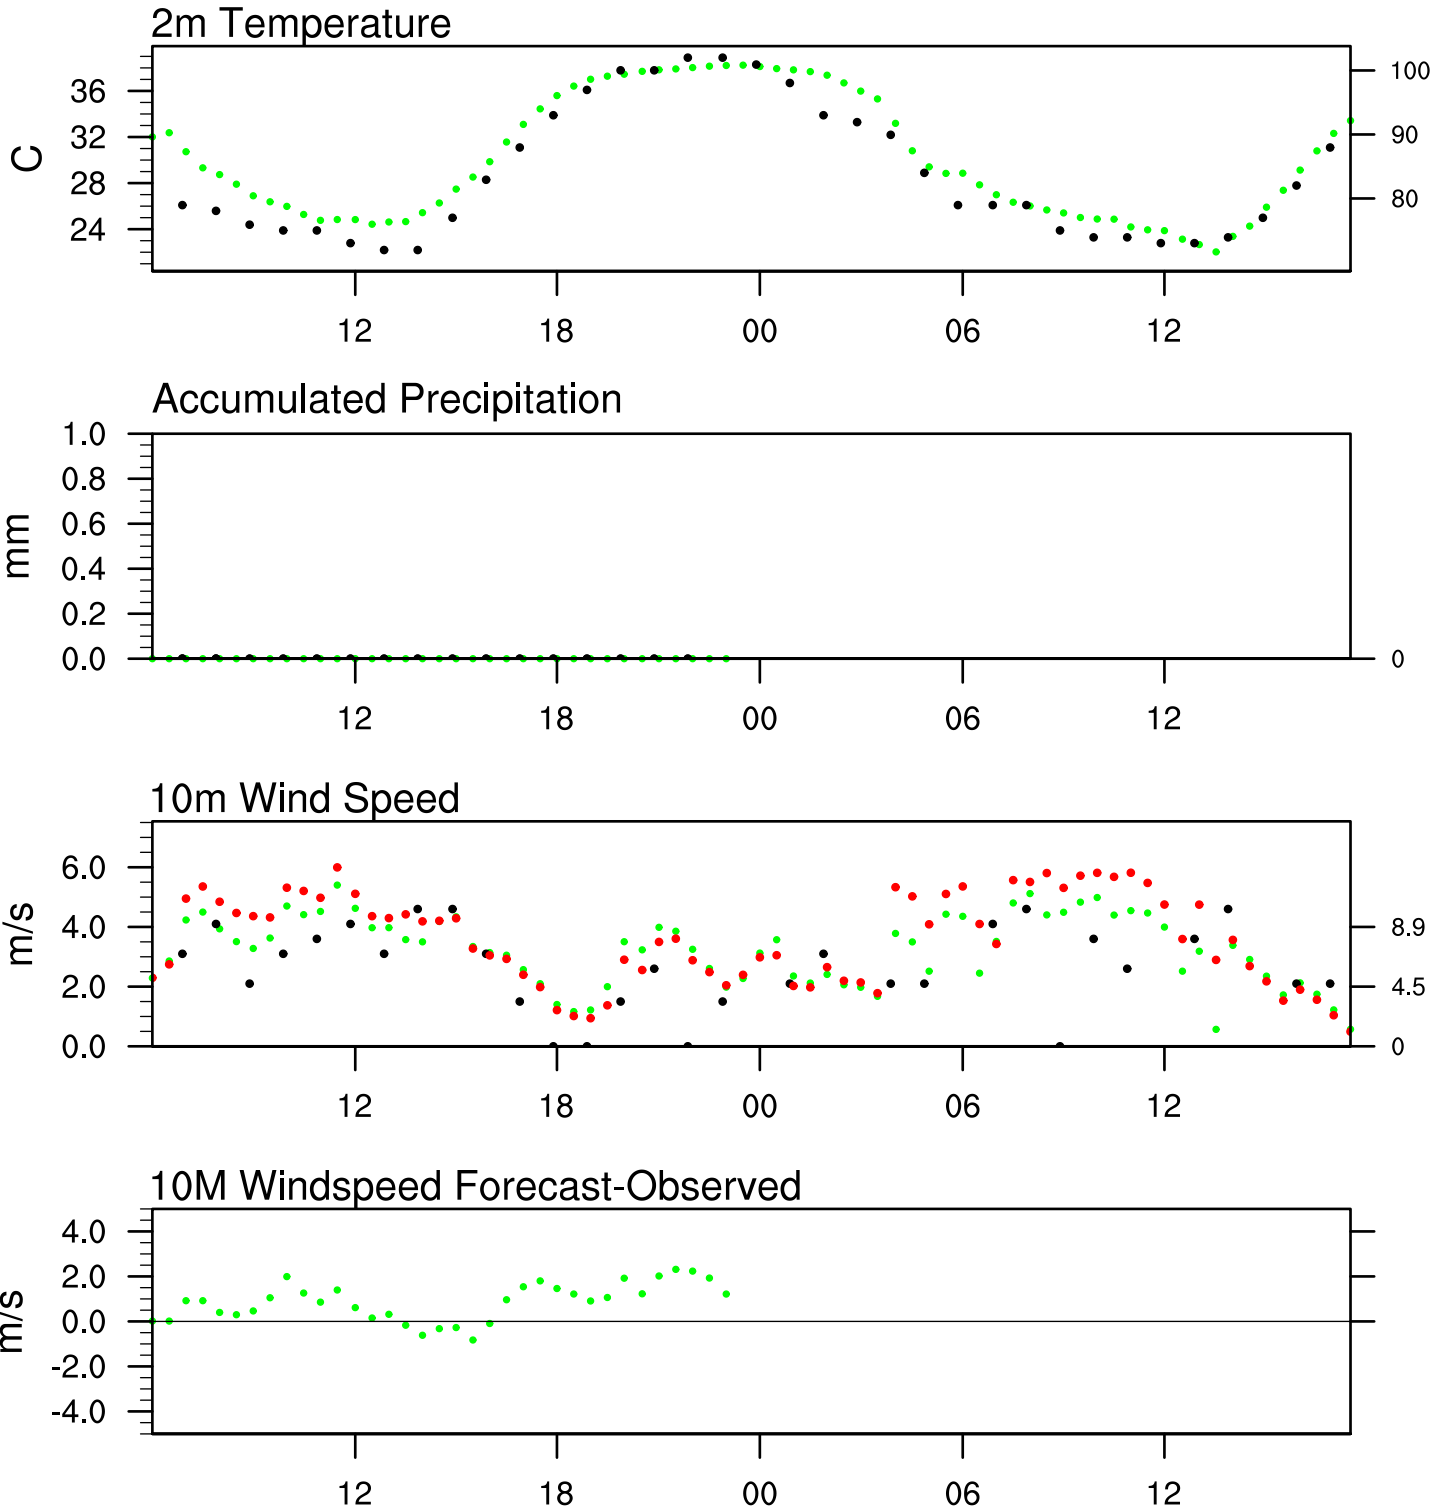 2m Temperature
36
32
28
24
C
100
90
80
12 18 00 06 12
Accumulated Precipitation
1.0
0.8
0.6
0.4
0.2
0.0
mm
0
12 18 00 06 12
10m Wind Speed
6.0
4.0
2.0
0.0
m/s
8.9
4.5
0
12 18 00 06 12
10M Windspeed Forecast-Observed
4.0
2.0
0.0
-2.0
-4.0
m/s
12 18 00 06 12